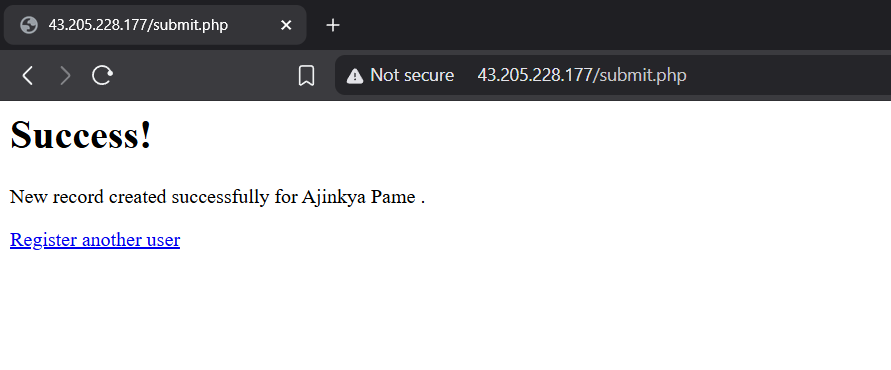 43.205.228.177/submit.php
Not secure 43.205.228.177/submit.php
Success!
New record created successfully for Ajinkya Pame .
Register another user